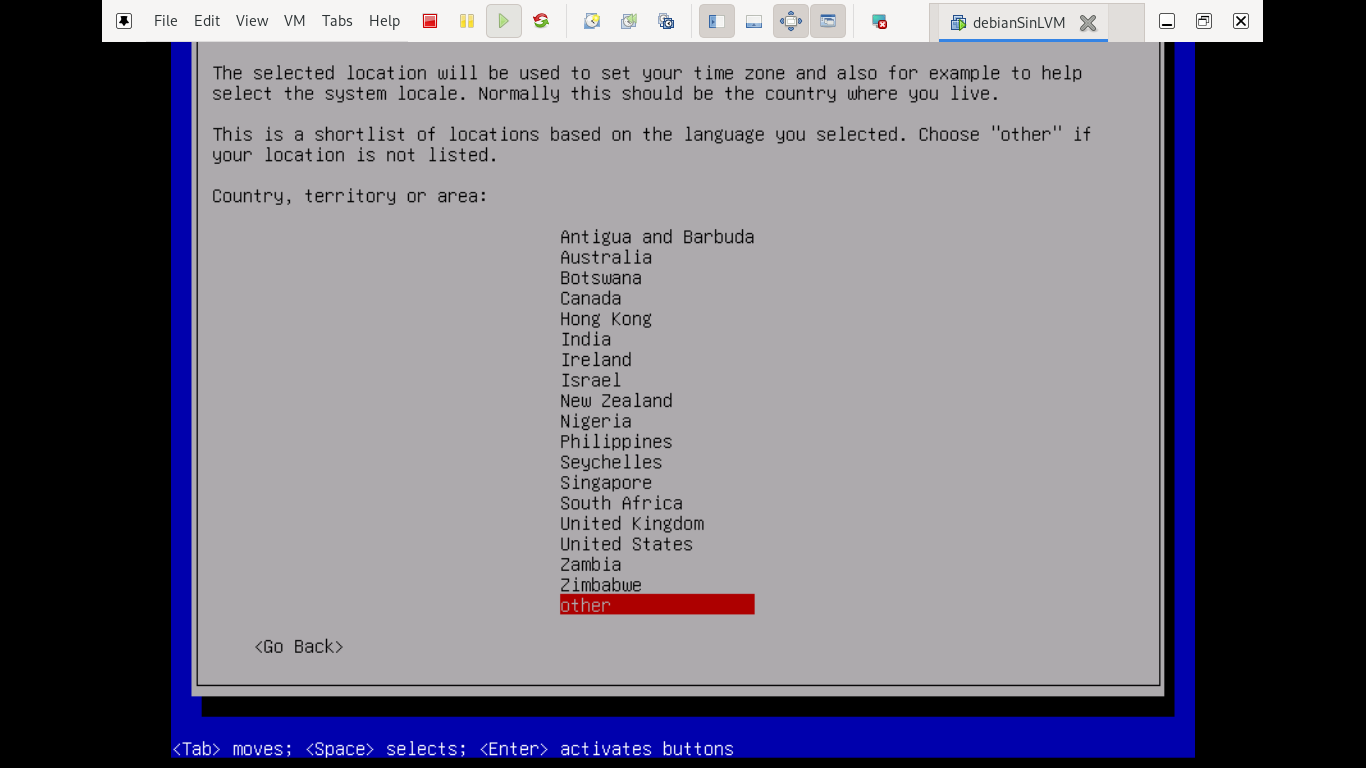 File Edit View VM Tabs Help debianSinLVM
The selected location will be used to set your time zone and also for example to help
select the system locale. Normally this should be the country where you live.
This is a shortlist of locations based on the language you selected. Choose "other" if
your location is not listed.
Country, territory or area:
Antigua and Barbuda
Australia
Botswana
Canada
Hong Kong
India
Ireland
Israel
New Zealand
Nigeria
Philippines
Seychelles
Singapore
South Africa
United Kingdom
United States
Zambia
Zimbabwe
other
<Go Back>
<Tab> moves; <Space> selects; <Enter> activates buttons